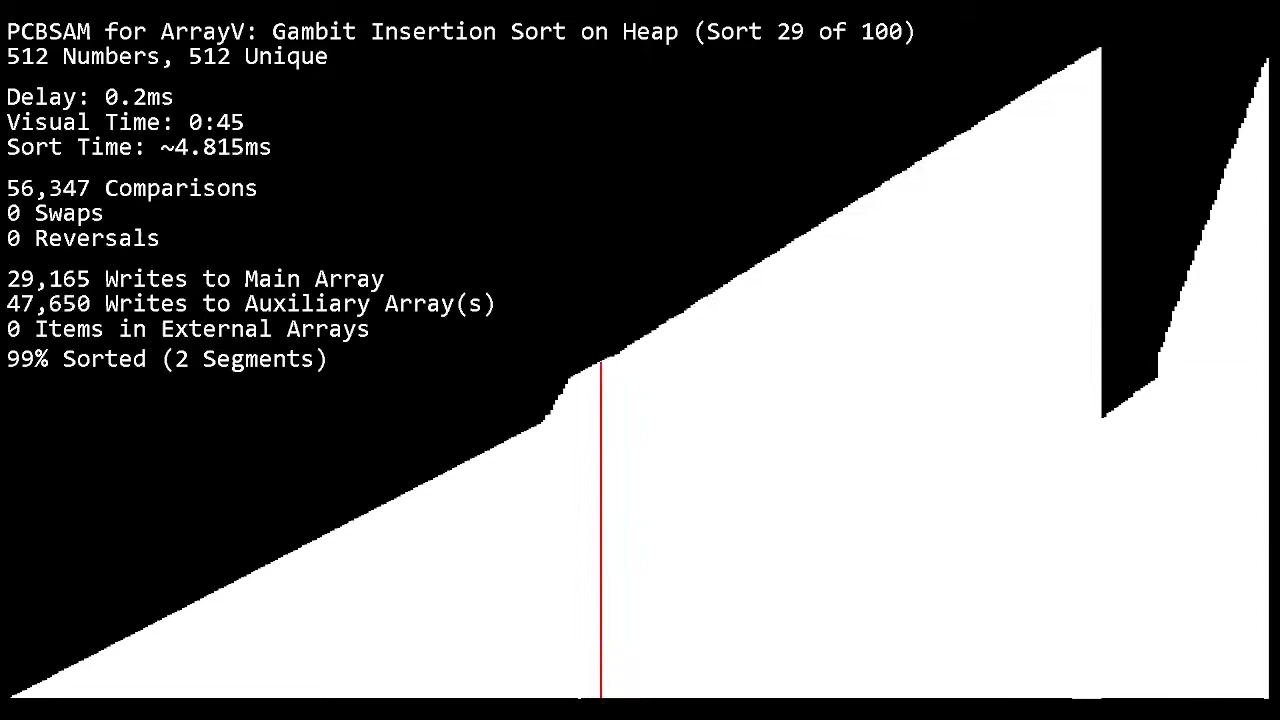 PCBSAM for ArrayV: Gambit Insertion Sort on Heap (Sort 29 of 100)
512 Numbers, 512 Unique
Delay: 0.2ms
Visual Time: 0:45
Sort Time: ~4.815ms
56,347 Comparisons
0 Swaps
0 Reversals
29,165 Writes to Main Array
47,650 Writes to Auxiliary Array(s)
0 Items in External Arrays
99% Sorted (2 Segments)